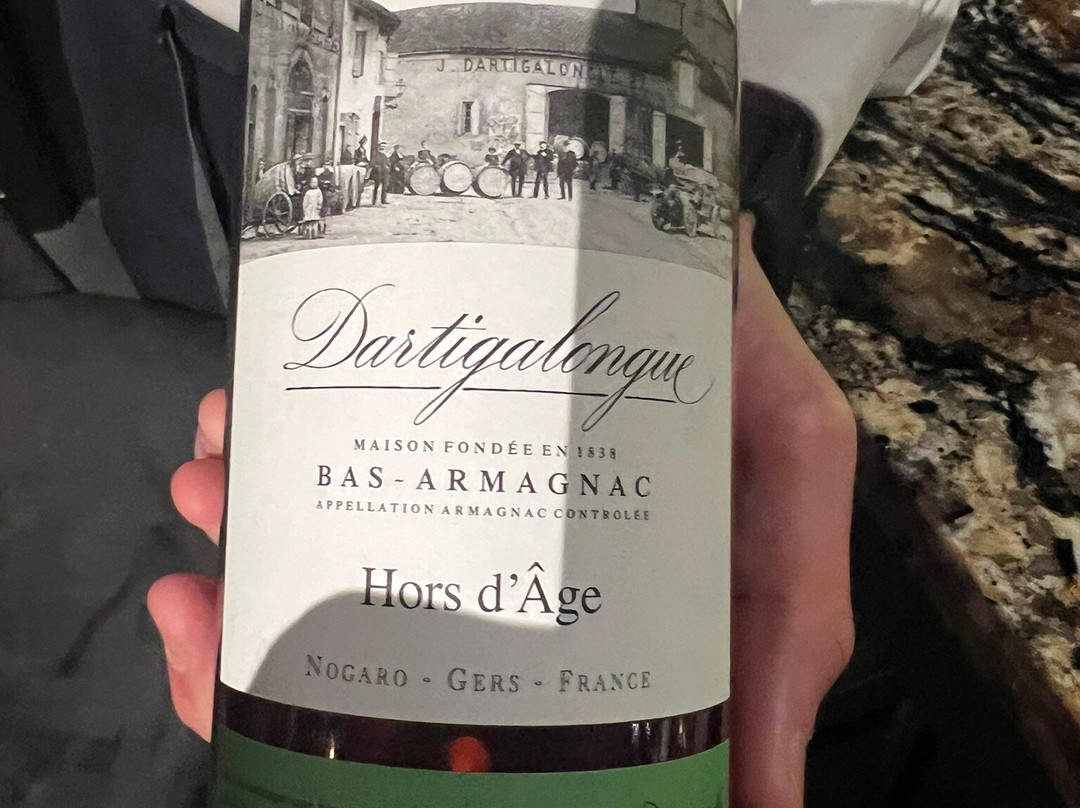 J. DARTIGALONGUE
Dartigalongue
MAISON FONDÉE EN 1838
BAS-ARMAGNAC
APPELLATION ARMAGNAC CONTROLÉE
Hors d'Âge
NOGARO - GERS - FRANCE